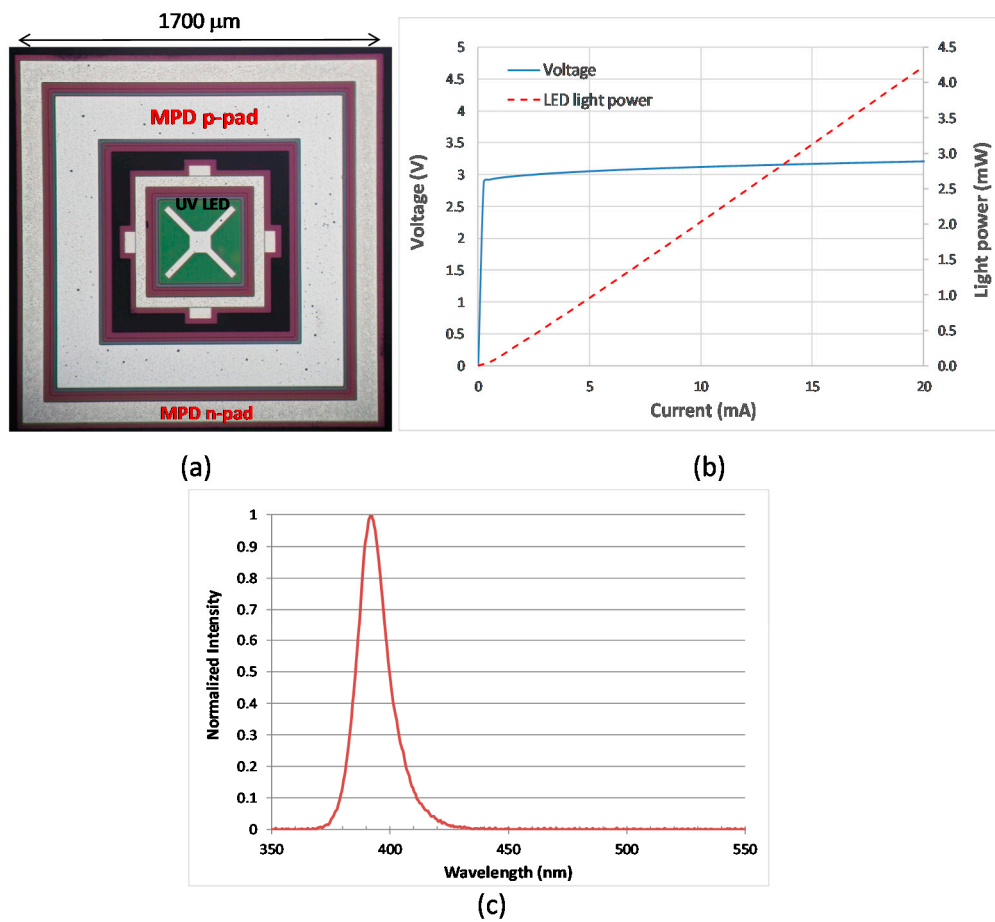 1700 μm
MPD p-pad
UV LED
MPD n-pad
(a)
5
4.5
4
3.5
3
2.5
2
1.5
1
0.5
0
Voltage (V)
Voltage
LED light power
4.5
4.0
3.5
3.0
2.5
2.0
1.5
1.0
0.5
0.0
Light power (mW)
0 5 10 15 20
Current (mA)
(b)
1
0.9
0.8
0.7
0.6
0.5
0.4
0.3
0.2
0.1
0
Normalized Intensity
350 400 450 500 550
Wavelength (nm)
(c)